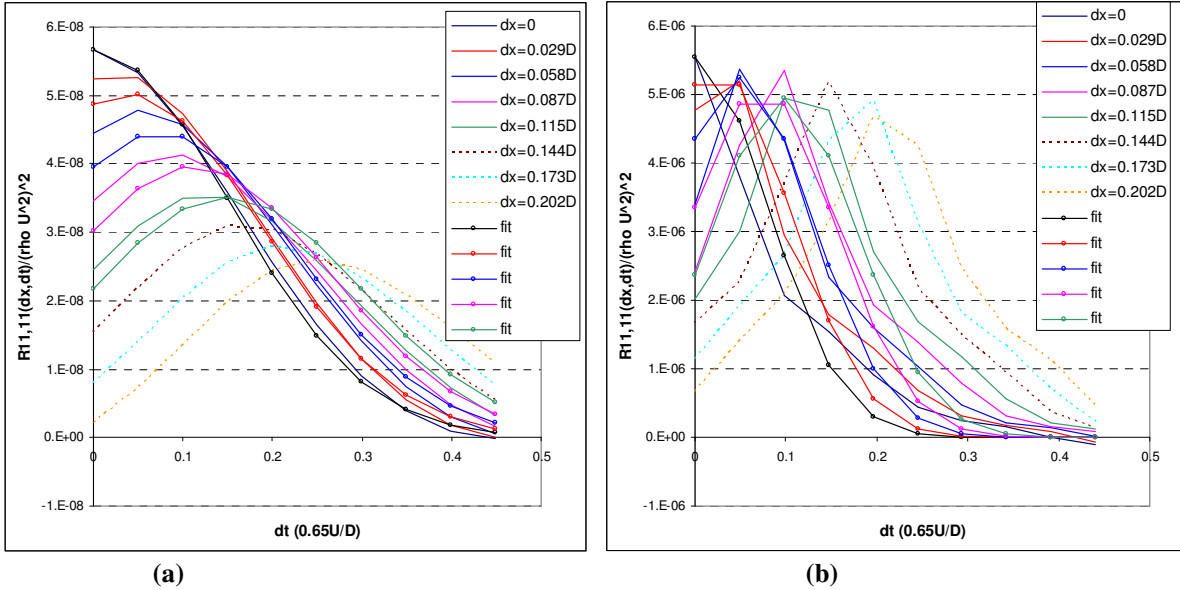 6.E-08
5.E-08
4.E-08
3.E-08
2.E-08
1.E-08
0.E+00
-1.E-08
0
0.1
0.2
0.3
0.4
0.5
R11,11(dx,dt)/(rho U^2)^2
dt (0.65U/D)
dx=0
dx=0.029D
dx=0.058D
dx=0.087D
dx=0.115D
dx=0.144D
dx=0.173D
dx=0.202D
fit
fit
fit
fit
fit
(a)
6.E-06
5.E-06
4.E-06
3.E-06
2.E-06
1.E-06
0.E+00
-1.E-06
0
0.1
0.2
0.3
0.4
0.5
R11,11(dx,dt)/(rho U^2)^2
dt (0.65U/D)
dx=0
dx=0.029D
dx=0.058D
dx=0.087D
dx=0.115D
dx=0.144D
dx=0.173D
dx=0.202D
fit
fit
fit
fit
fit
(b)